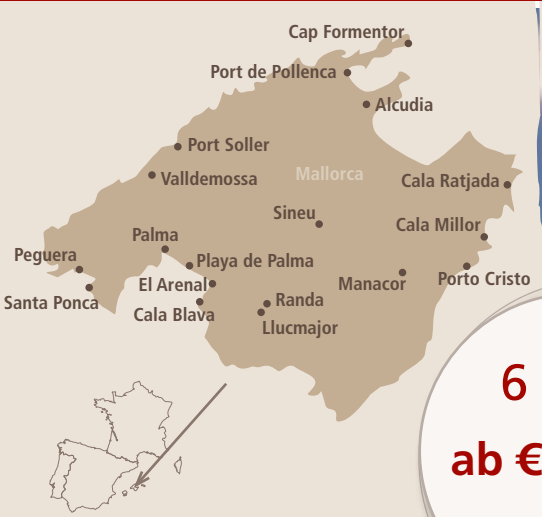 Cap Formentor
Port de Pollenca
Alcudia
Port Soller
Mallorca
Valldemossa
Cala Ratjada
Sineu
Cala Millor
Palma
Peguera
Playa de Palma
Manacor
Porto Cristo
El Arenal
Santa Ponca
Randa
Cala Blava
Llucmajor
6
ab €